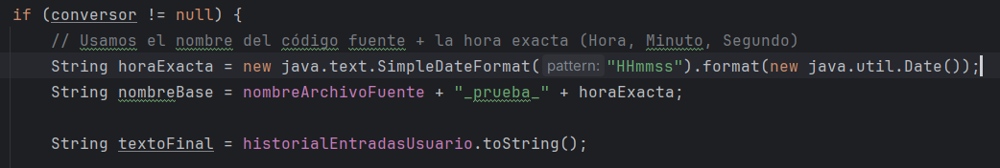 if (conversor != null) {
// Usamos el nombre del código fuente + la hora exacta (Hora, Minuto, Segundo)
String horaExacta = new java.text.SimpleDateFormat( pattern: "HHmmss").format(new java.util.Date());
String nombreBase = nombreArchivoFuente + "_prueba_" + horaExacta;
String textoFinal = historialEntradasUsuario.toString();